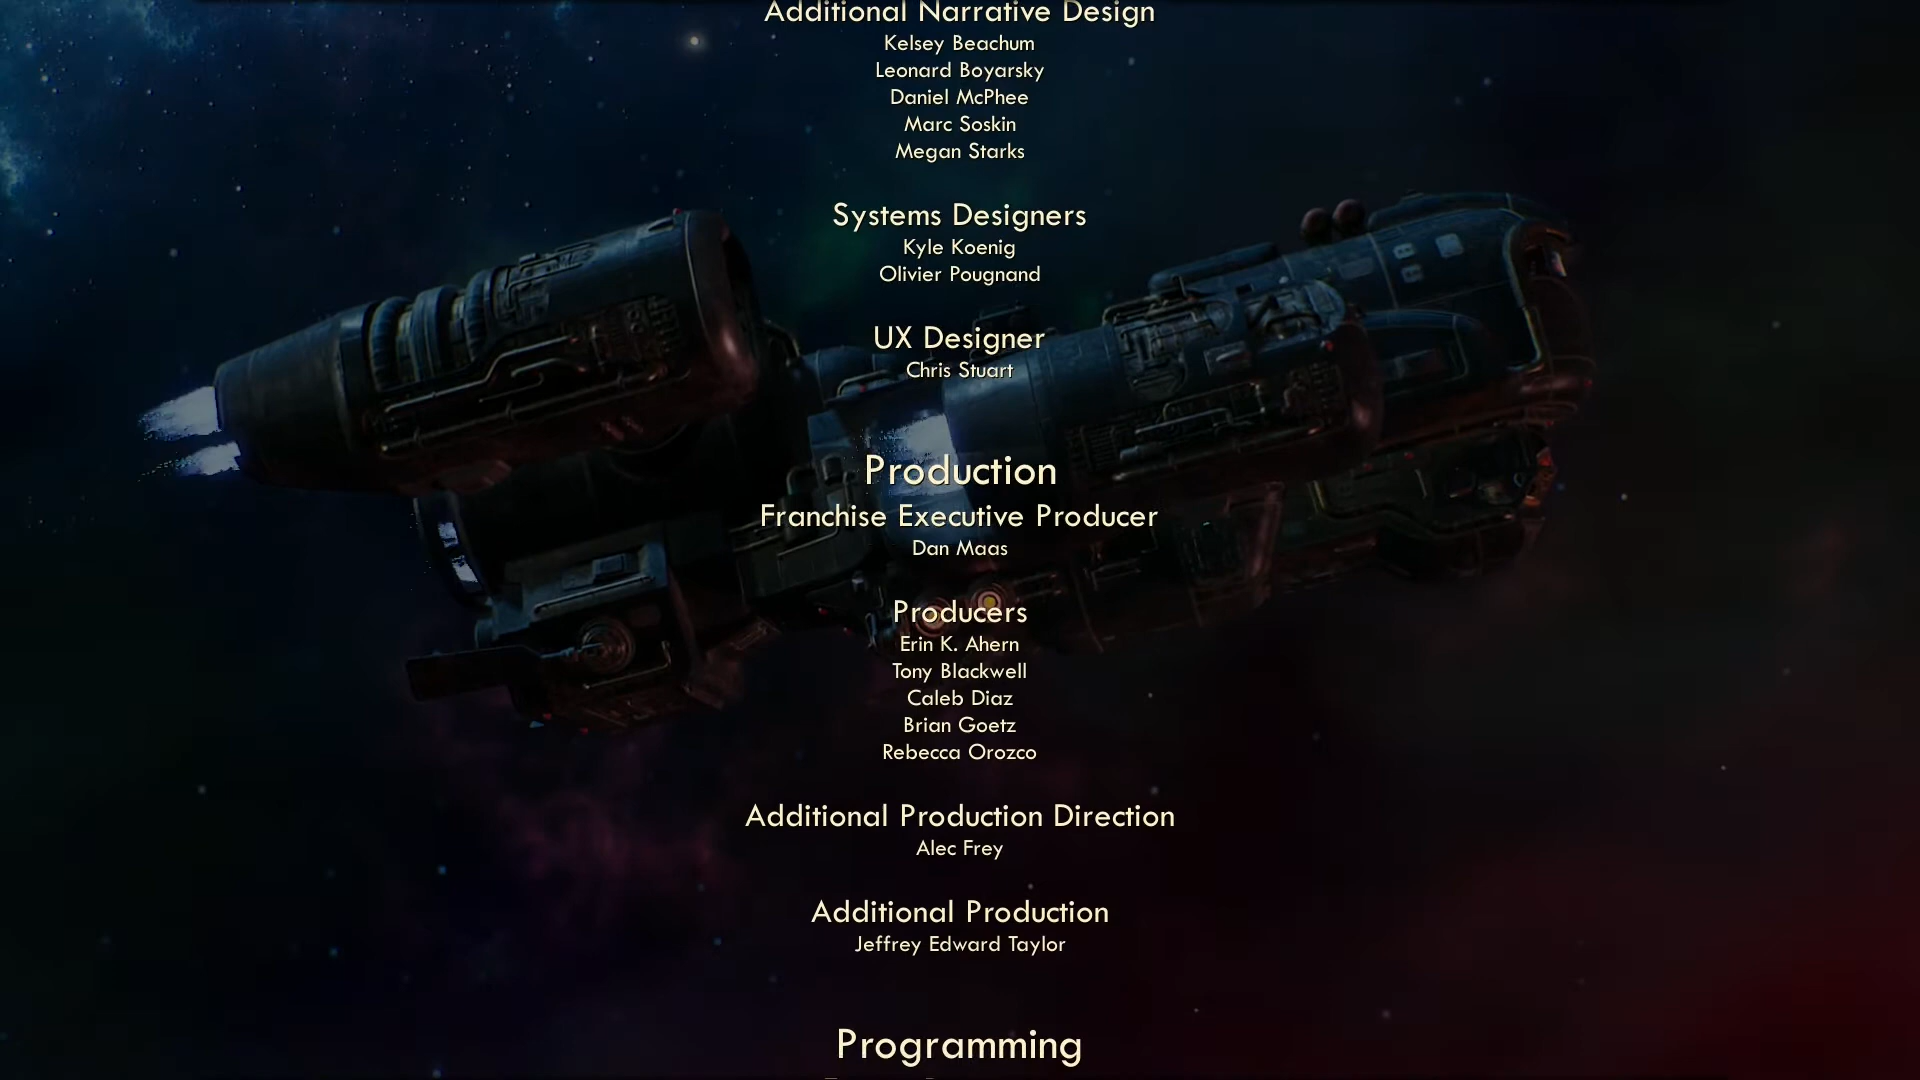 Additional Narrative Design
Kelsey Beachum
Leonard Boyarsky
Daniel McPhee
Marc Soskin
Megan Starks
Systems Designers
Kyle Koenig
Olivier Pougnand
UX Designer
Chris Stuart
Production
Franchise Executive Producer
Dan Maas
Producers
Erin K. Ahern
Tony Blackwell
Caleb Diaz
Brian Goetz
Rebecca Orozco
Additional Production Direction
Alec Frey
Additional Production
Jeffrey Edward Taylor
Programming